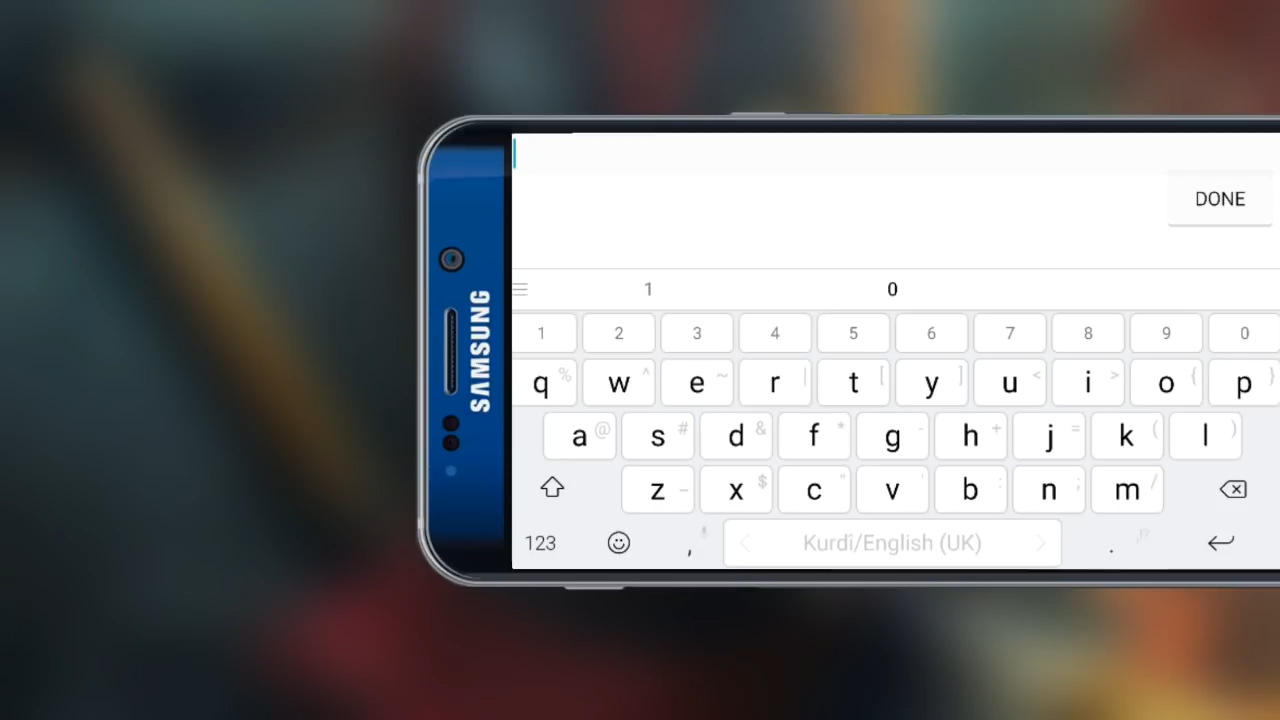 SAMSUNG
DONE
1 0
1 2 3 4 5 6 7 8 9 0
q % w ^ e ~ r | t [ y ] u < i > o { p }
a @ s # d & f * g - h + j = k ( l )
z _ x $ c " v ' b : n ; m /
123 , < Kurdî/English (UK) > . ,!?